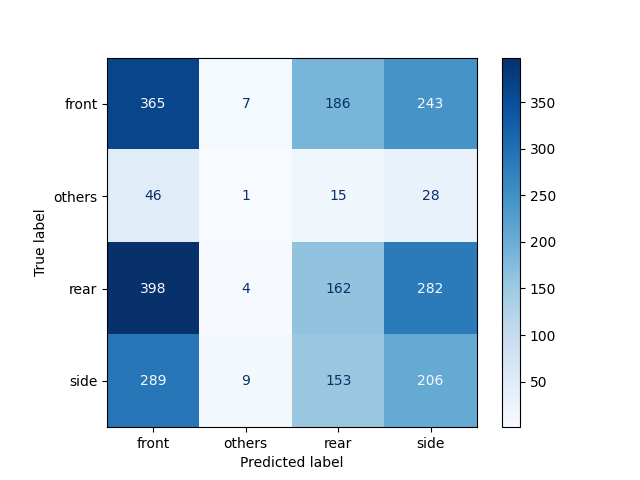 front 365 7 186 243
others 46 1 15 28
rear 398 4 162 282
side 289 9 153 206
front others rear side
Predicted label
True label
350
300
250
200
150
100
50